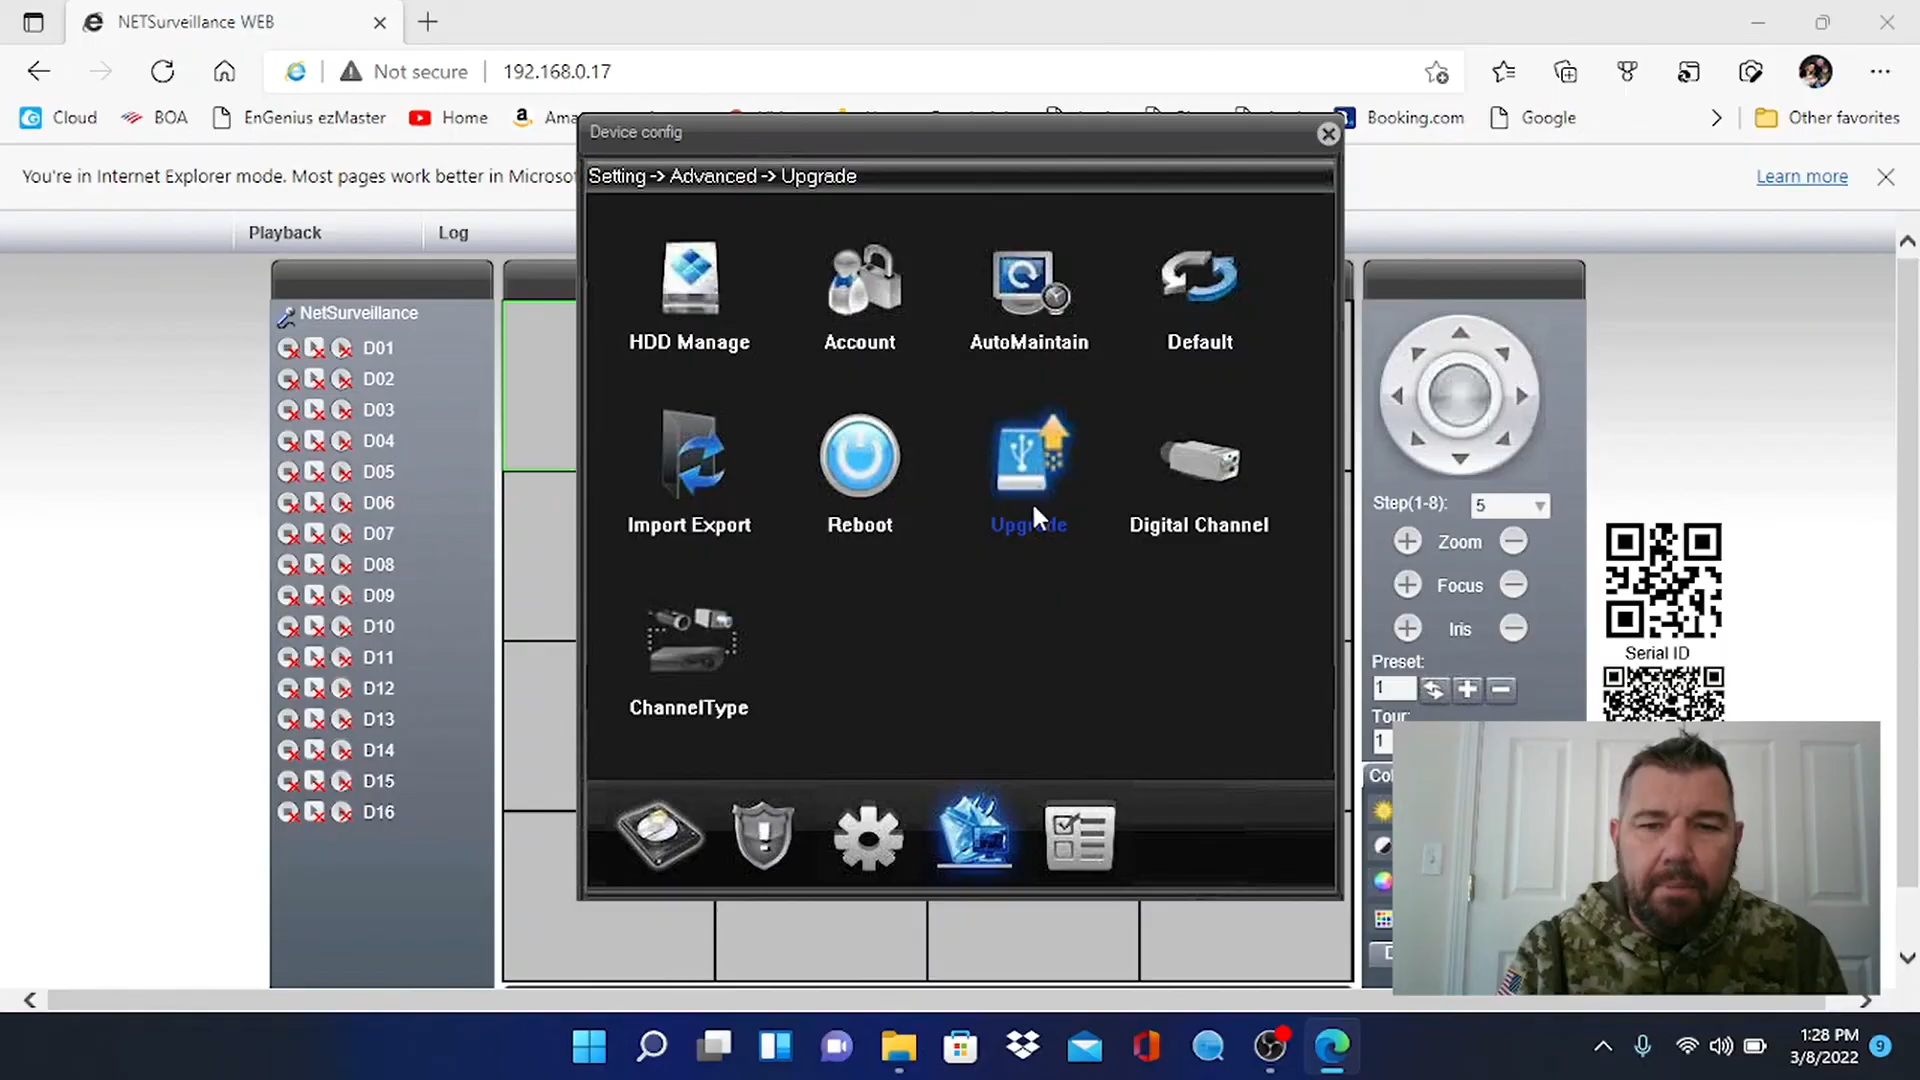 NETSurveillance WEB
Not secure
192.168.0.17
Cloud
BOA
EnGenius ezMaster
Home
Booking.com
Google
Other favorites
You're in Internet Explorer mode. Most pages work better in
Learn more
Device config
Setting -> Advanced -> Upgrade
Playback
Log
NetSurveillance
D01
D02
D03
D04
D05
D06
D07
D08
D09
D10
D11
D12
D13
D14
D15
D16
HDD Manage
Account
AutoMaintain
Default
Import Export
Reboot
Upgrade
Digital Channel
ChannelType
Step(1-8):
5
Zoom
Focus
Iris
Preset:
1
Tour:
1
Serial ID
1:28 PM
3/8/2022
9